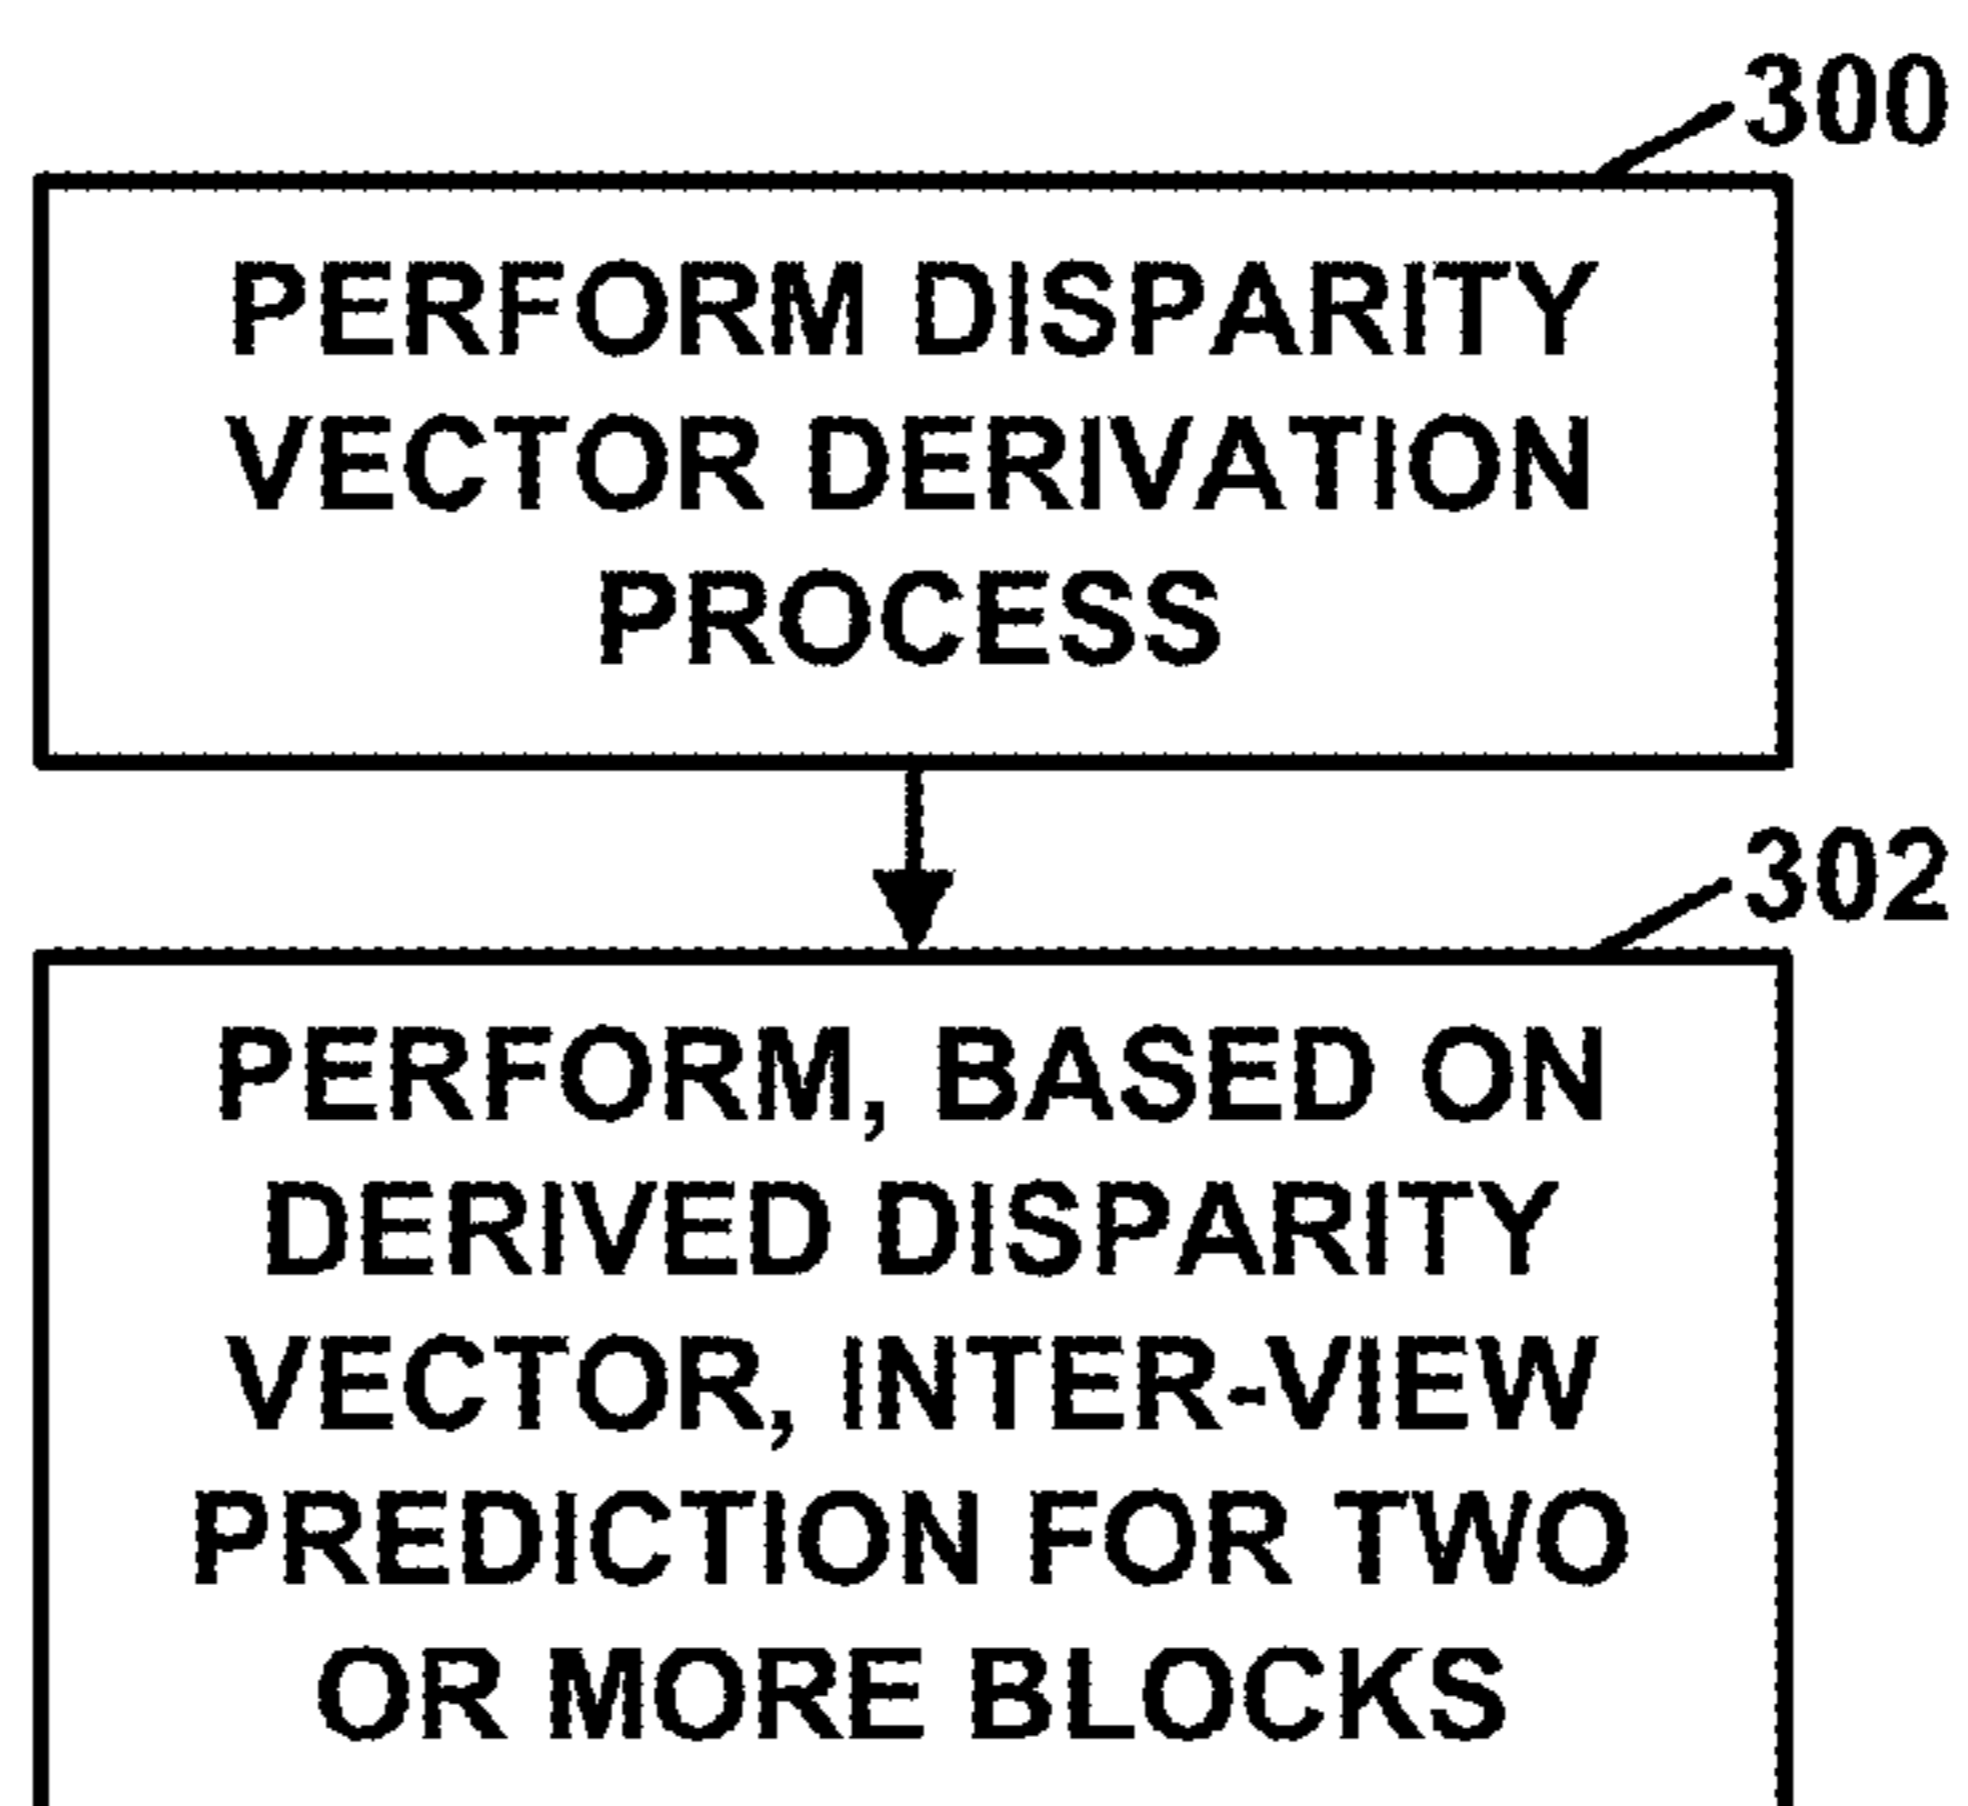 300
PERFORM DISPARITY
VECTOR DERIVATION
PROCESS
302
PERFORM, BASED ON
DERIVED DISPARITY
VECTOR, INTER-VIEW
PREDICTION FOR TWO
OR MORE BLOCKS